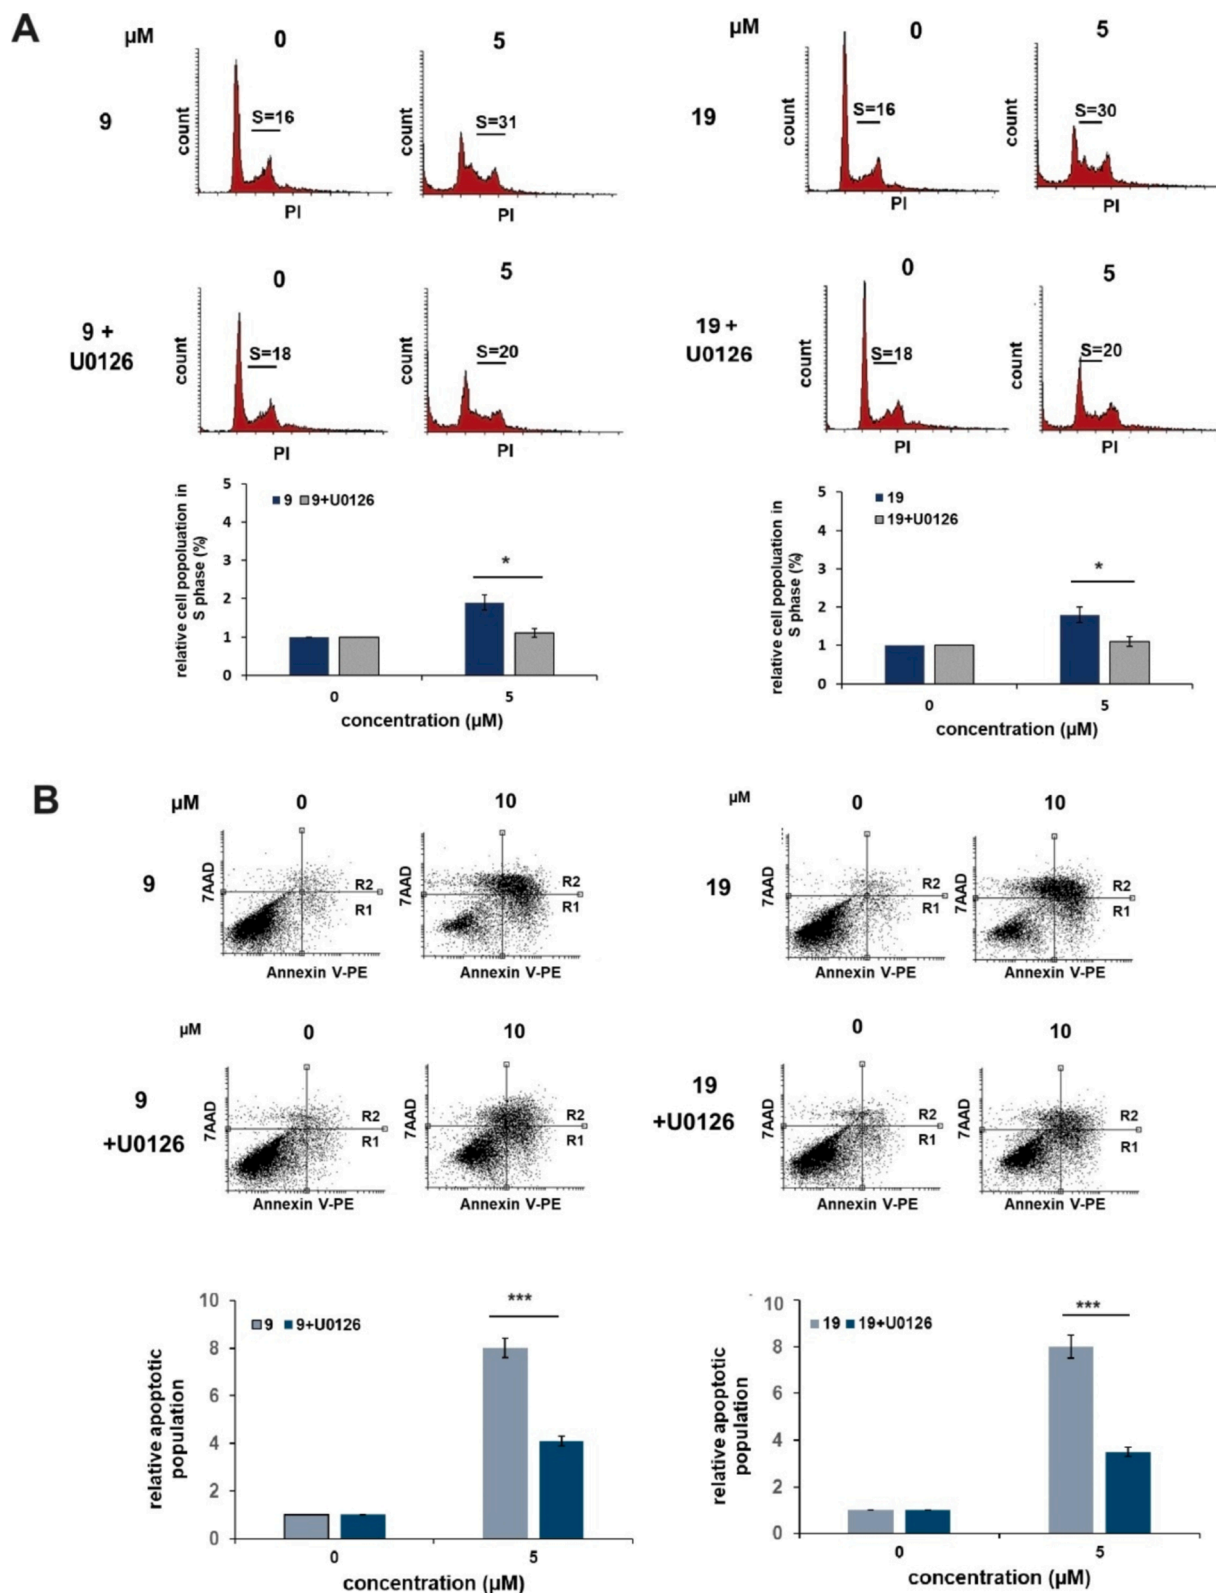 A
µM 0 5
9
count
S=16
PI
count
S=31
PI
µM 0 5
19
count
S=16
PI
count
S=30
PI
0 5
9 +
U0126
count
S=18
PI
S=20
PI
0 5
19 +
U0126
count
S=18
PI
count
S=20
PI
relative cell popoluation in
S phase (%)
5
4
3
2
1
0
9 9+U0126
*
0 5
concentration (µM)
relative cell popoluation in
S phase (%)
5
4
3
2
1
0
19
19+U0126
*
0 5
concentration (µM)
B
µM 0 10
9
7AAD
R2
R1
Annexin V-PE
7AAD
R2
R1
Annexin V-PE
µM 0 10
19
7AAD
R2
R1
Annexin V-PE
7AAD
R2
R1
Annexin V-PE
µM 0 10
9
+U0126
7AAD
R2
R1
Annexin V-PE
7AAD
R2
R1
Annexin V-PE
0 10
19
+U0126
7AAD
R2
R1
Annexin V-PE
7AAD
R2
R1
Annexin V-PE
relative apoptotic
population
10
8
6
4
2
0
9 9+U0126
***
0 5
concentration (µM)
relative apoptotic
population
10
8
6
4
2
0
19 19+U0126
***
0 5
concentration (µM)